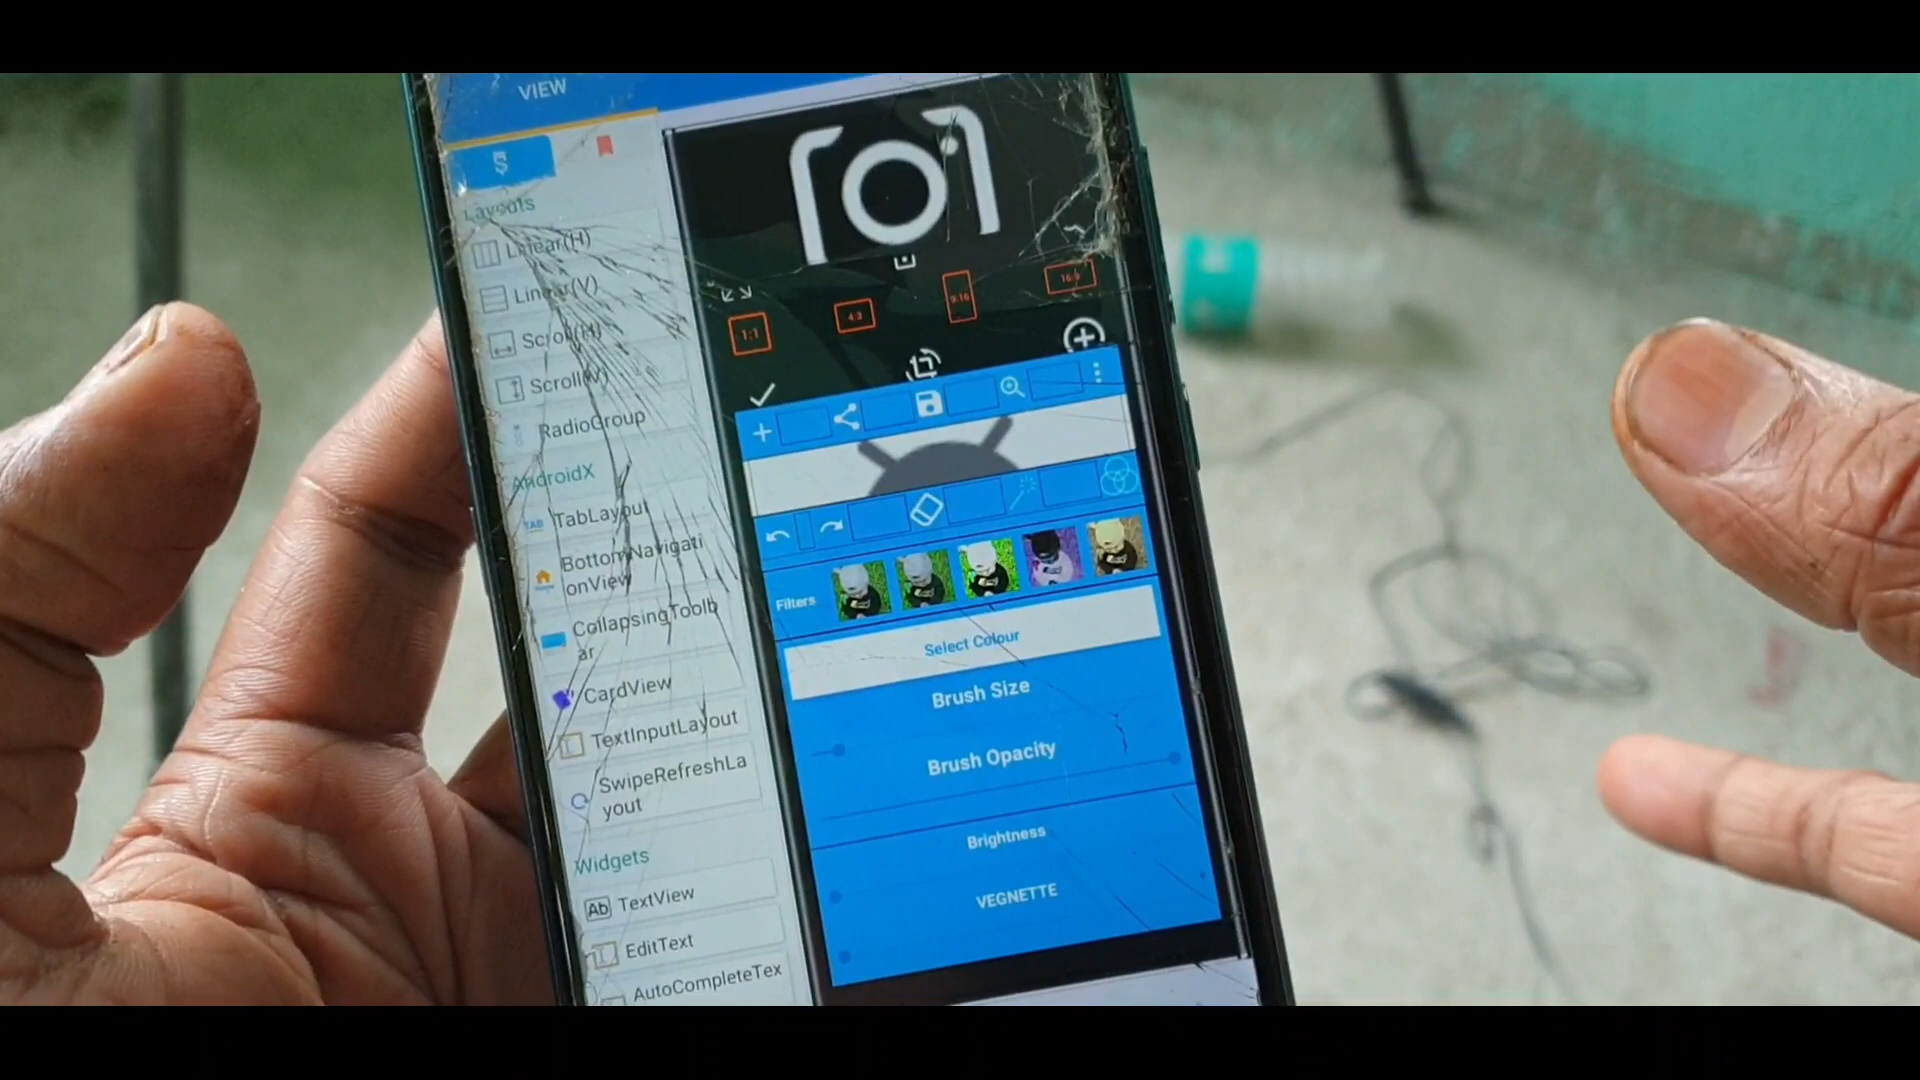 VIEW
Layouts
Linear(H)
Linear(V)
Scroll(H)
Scroll(V)
RadioGroup
AndroidX
TAB TabLayout
BottomNavigati
onView
CollapsingToolb
ar
CardView
TextInputLayout
SwipeRefreshLa
yout
Widgets
Ab TextView
EditText
AutoCompleteTex
1:1
4:3
9:16
16:9
Filters
Select Colour
Brush Size
Brush Opacity
Brightness
VEGNETTE